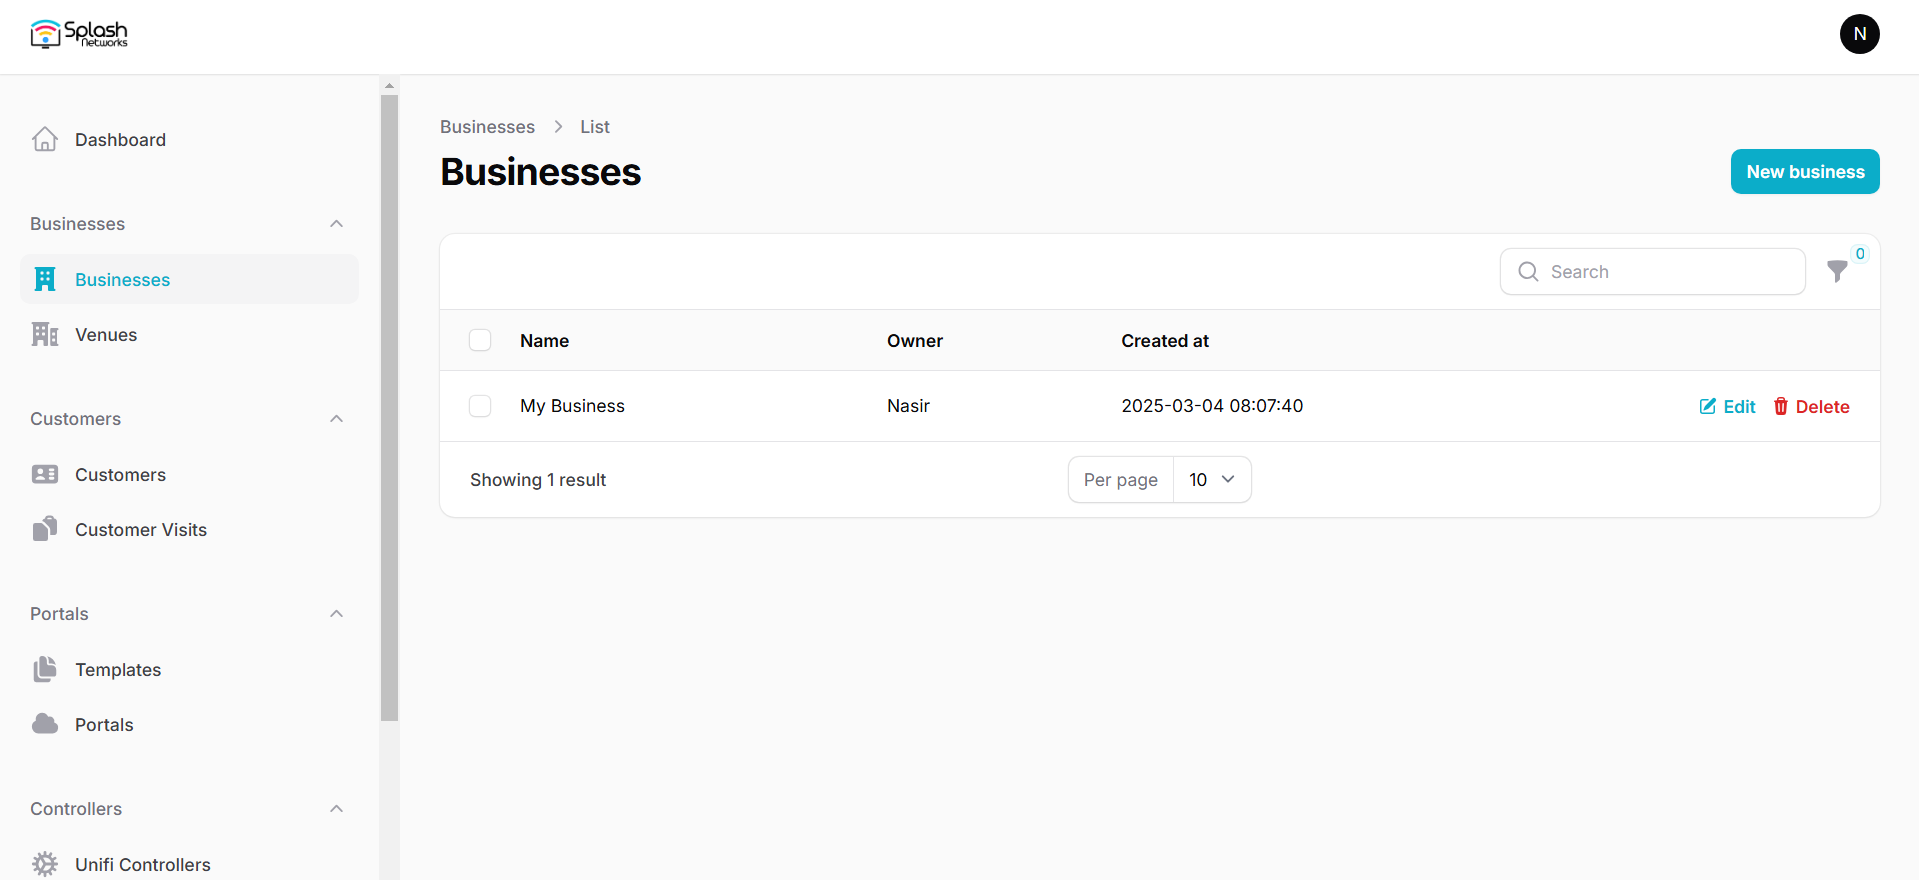 Splash
Networks
N
Dashboard
Businesses
Businesses
Venues
Customers
Customers
Customer Visits
Portals
Templates
Portals
Controllers
Unifi Controllers
Businesses List
Businesses
New business
Search
0
Name Owner Created at
My Business Nasir 2025-03-04 08:07:40 Edit Delete
Showing 1 result Per page 10